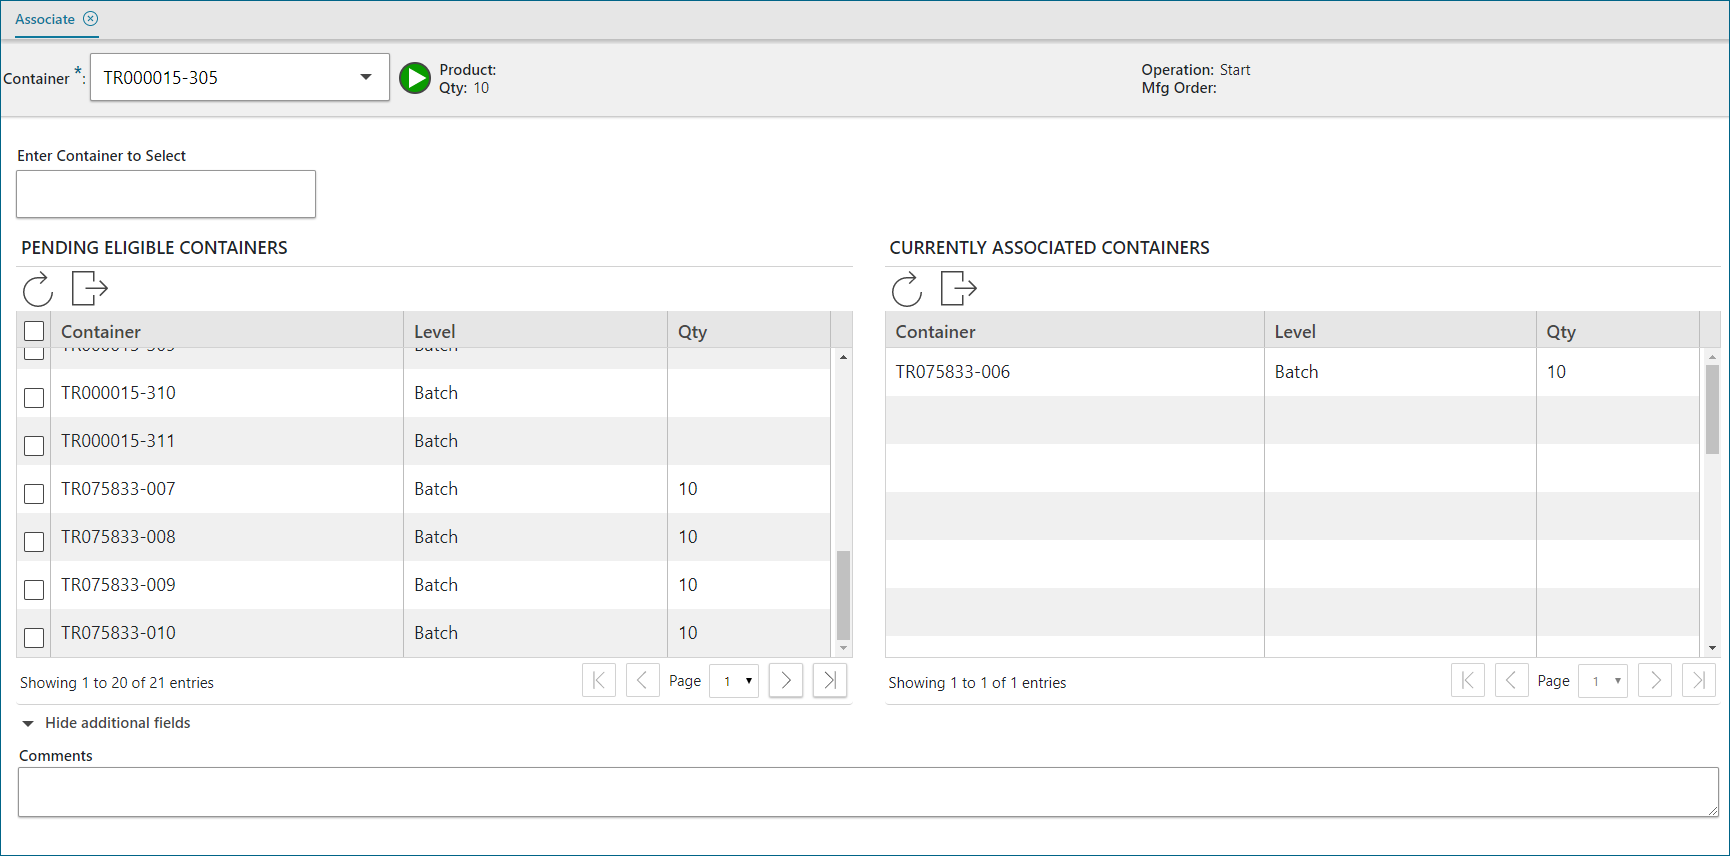 Associate
Container *:
TR000015-305
Product:
Qty: 10
Operation: Start
Mfg Order:
Enter Container to Select
PENDING ELIGIBLE CONTAINERS
Container Level Qty
TR000015-310 Batch
TR000015-311 Batch
TR075833-007 Batch 10
TR075833-008 Batch 10
TR075833-009 Batch 10
TR075833-010 Batch 10
Showing 1 to 20 of 21 entries
Page 1
CURRENTLY ASSOCIATED CONTAINERS
Container Level Qty
TR075833-006 Batch 10
Showing 1 to 1 of 1 entries
Page 1
Hide additional fields
Comments